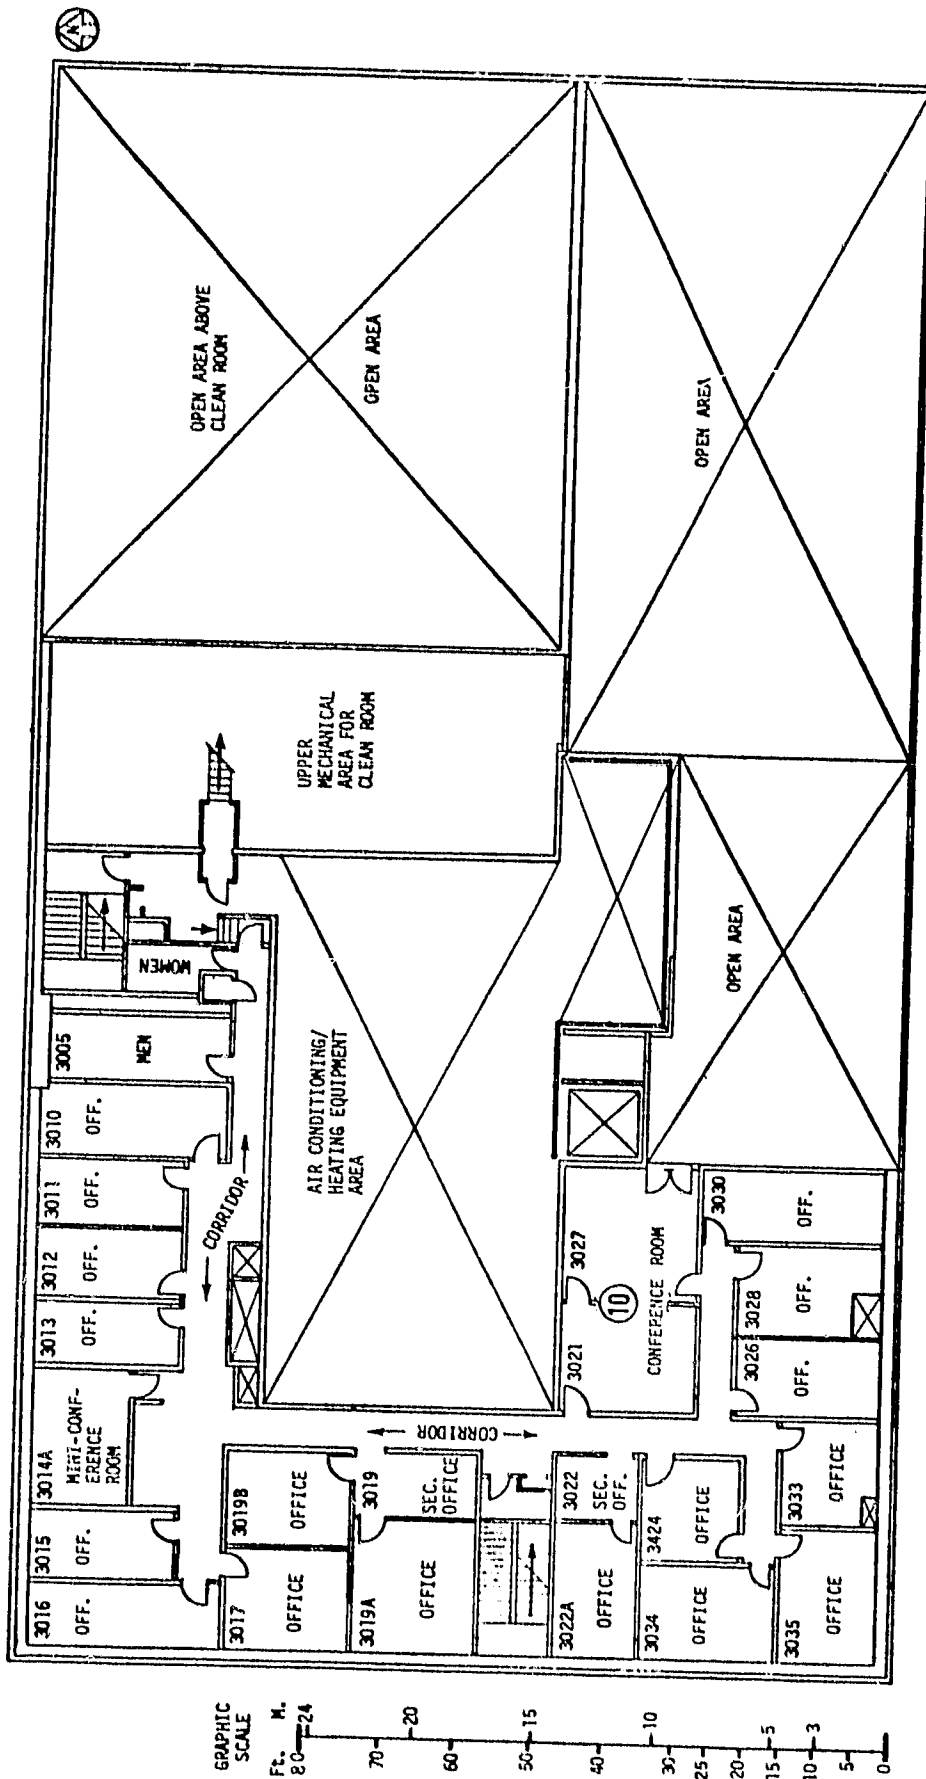 N
OPEN AREA ABOVE
CLEAN ROOM
OPEN AREA
OPEN AREA
UPPER
MECHANICAL
AREA FOR
CLEAN ROOM
WOMEN
3005
MEN
3010
OFF.
3011
OFF.
3012
OFF.
3013
OFF.
CORRIDOR
AIR CONDITIONING/
HEATING EQUIPMENT
AREA
OPEN AREA
3014A
MINI-CONF-
ERENCE
ROOM
3015
OFF.
3016
OFF.
3017
OFFICE
3019B
OFFICE
3019
SEC.
OFFICE
3019A
OFFICE
CORRIDOR
3021
3027
10
CONFERENCE ROOM
3030
OFF.
3028
OFF.
3026
OFF.
3022
SEC.
OFF.
3022A
OFFICE
3424
OFFICE
3034
OFFICE
3033
OFFICE
3035
OFFICE
GRAPHIC
SCALE
Ft. M.
80 24
70
20
60
50
15
40
10
30
25
20
15
5
10
3
5
0